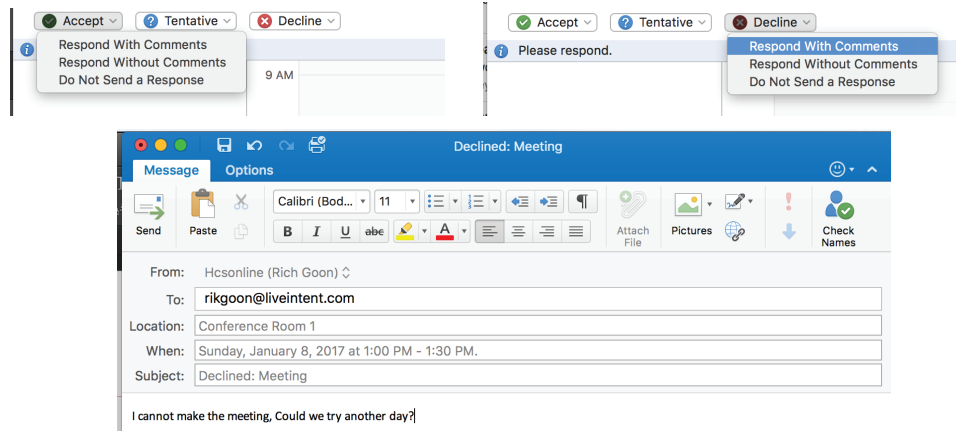 Accept Tentative Decline
Respond With Comments
Respond Without Comments
Do Not Send a Response
9 AM
Accept Tentative Decline
Please respond.
Respond With Comments
Respond Without Comments
Do Not Send a Response
Declined: Meeting
Message Options
Calibri (Bod... 11
B I U abc A
Send Paste Attach File Pictures Check Names
From: Hcsonline (Rich Goon)
To: rikgoon@liveintent.com
Location: Conference Room 1
When: Sunday, January 8, 2017 at 1:00 PM - 1:30 PM.
Subject: Declined: Meeting
I cannot make the meeting, Could we try another day?